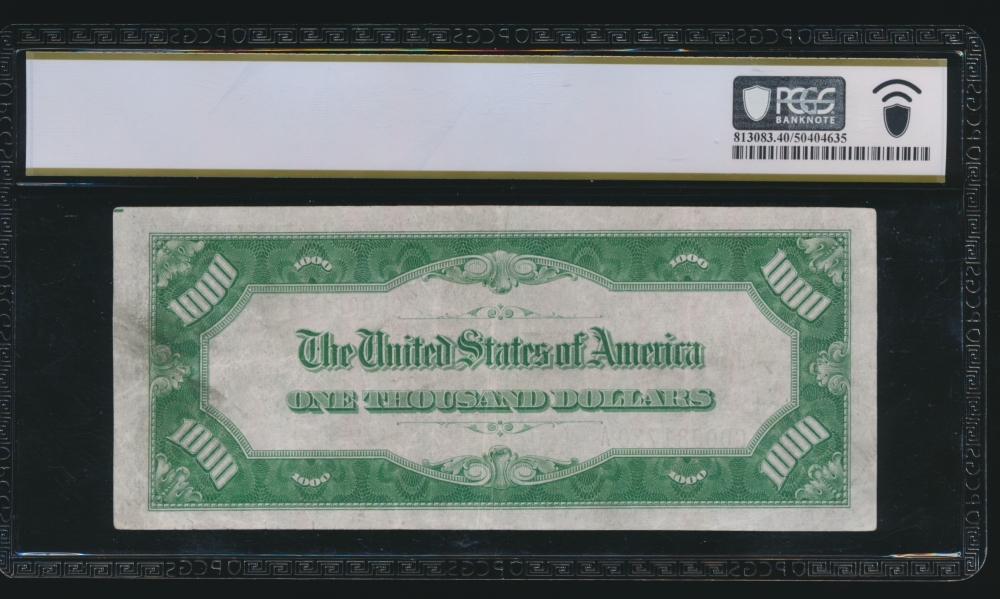 PCGS
BANKNOTE
813083.40/50404635
1000 1000 1000 1000
The United States of America
ONE THOUSAND DOLLARS
1000 1000 1000 1000